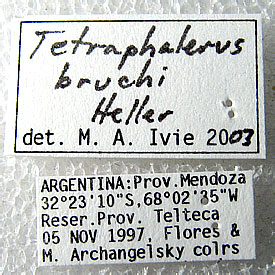 Tetraphalerus
bruchi
Heller
det. M. A. Ivie 2003
ARGENTINA:Prov.Mendoza
32°23'10"S,68°02'35"W
Reser.Prov. Telteca
05 NOV 1997, Flores &
M. Archangelsky colrs